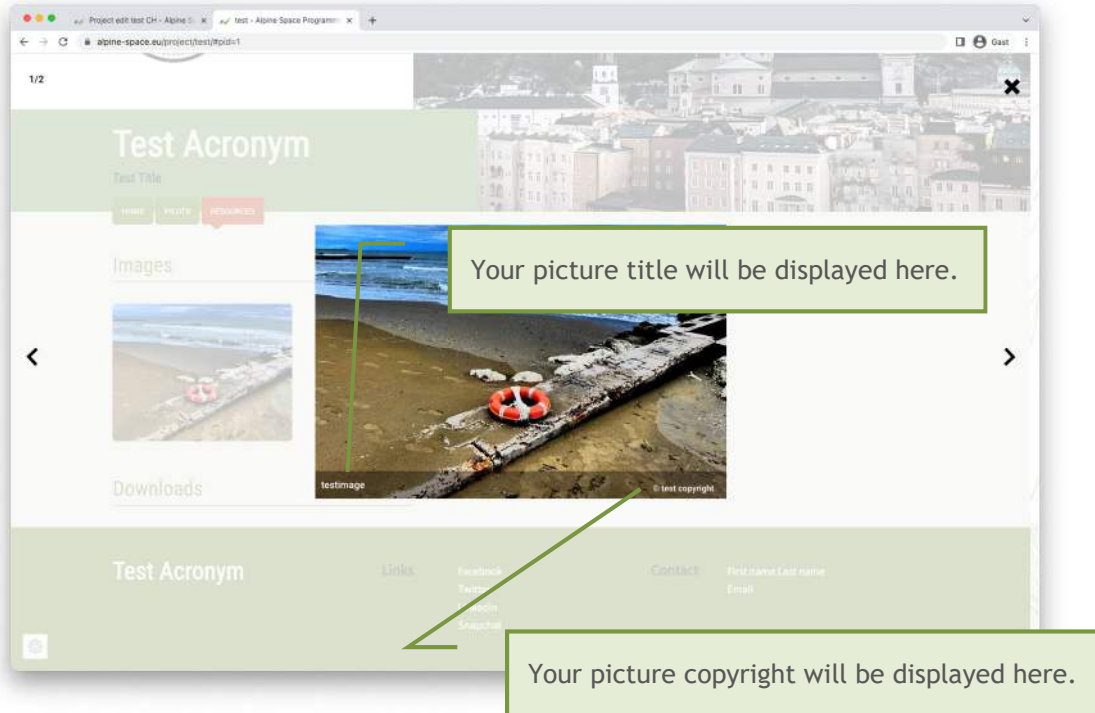 Project edit test CH - Alpine S
test - Alpine Space Programm
alpine-space.eu/project/test/#pid=1
Gast
1/2
Test Acronym
Test Title
HOME
PILOTS
RESOURCES
Images
Your picture title will be displayed here.
testimage
© test copyright
Downloads
Test Acronym
Links
Facebook
Twitter
LinkedIn
Snapchat
Contact
First name Last name
Email
Your picture copyright will be displayed here.